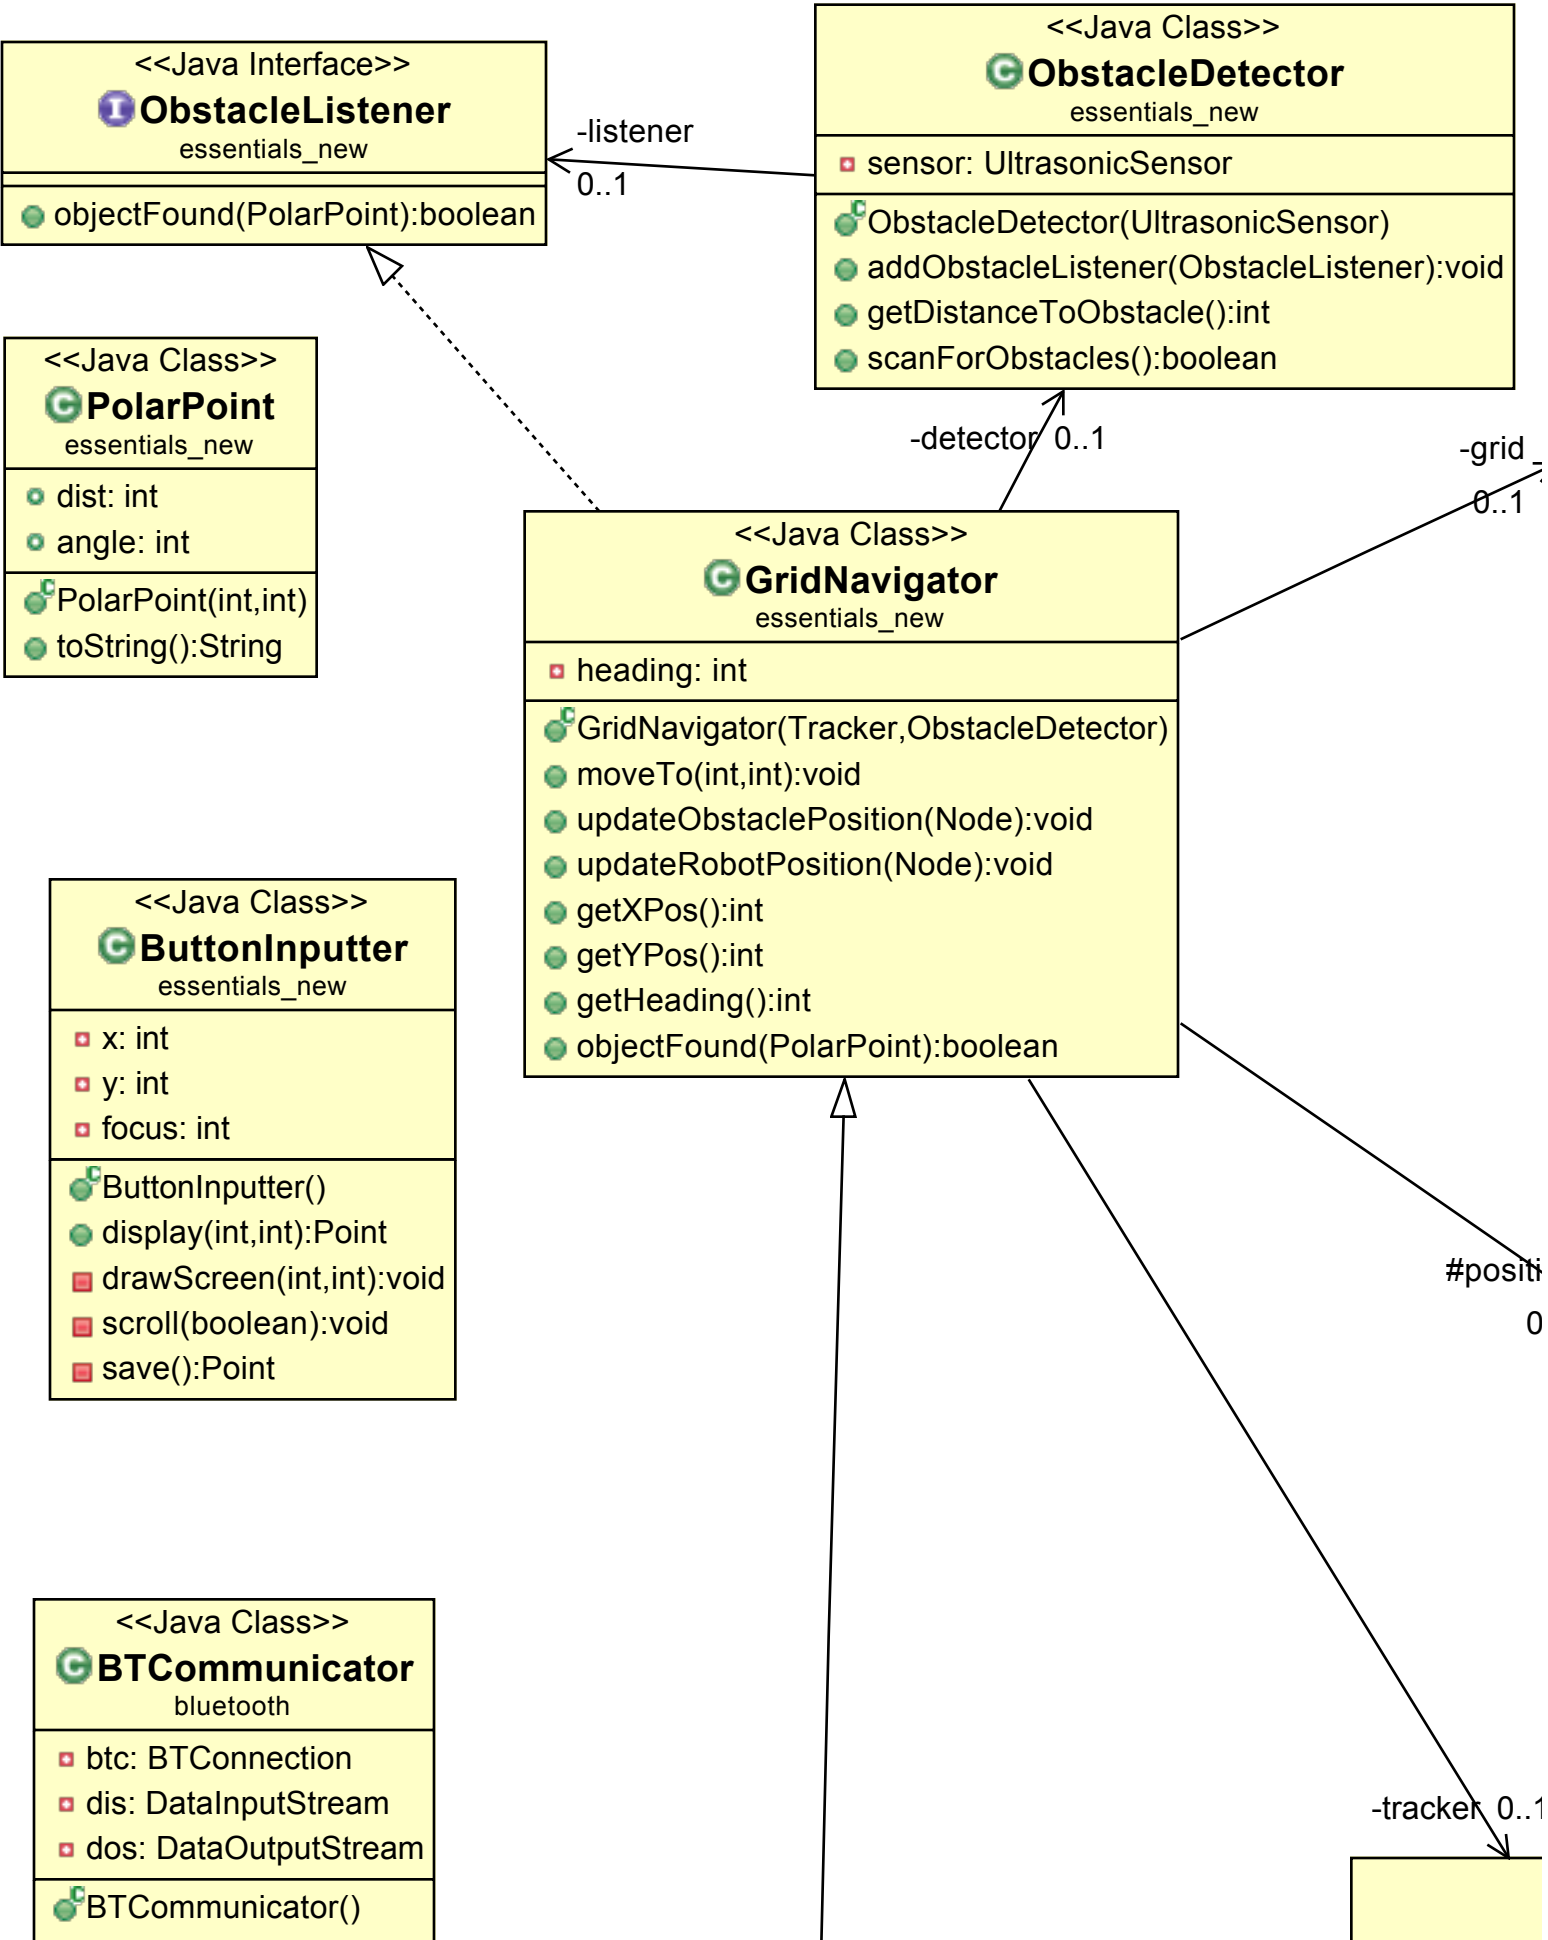 <<Java Interface>>
ObstacleListener
essentials_new
objectFound(PolarPoint):boolean
-listener
0..1
<<Java Class>>
ObstacleDetector
essentials_new
sensor: UltrasonicSensor
ObstacleDetector(UltrasonicSensor)
addObstacleListener(ObstacleListener):void
getDistanceToObstacle():int
scanForObstacles():boolean
<<Java Class>>
PolarPoint
essentials_new
dist: int
angle: int
PolarPoint(int,int)
toString():String
-detector 0..1
-grid
0..1
<<Java Class>>
GridNavigator
essentials_new
heading: int
GridNavigator(Tracker,ObstacleDetector)
moveTo(int,int):void
updateObstaclePosition(Node):void
updateRobotPosition(Node):void
getXPos():int
getYPos():int
getHeading():int
objectFound(PolarPoint):boolean
<<Java Class>>
ButtonInputter
essentials_new
x: int
y: int
focus: int
ButtonInputter()
display(int,int):Point
drawScreen(int,int):void
scroll(boolean):void
save():Point
#positi
0
<<Java Class>>
BTCommunicator
bluetooth
btc: BTConnection
dis: DataInputStream
dos: DataOutputStream
BTCommunicator()
-tracker 0..1